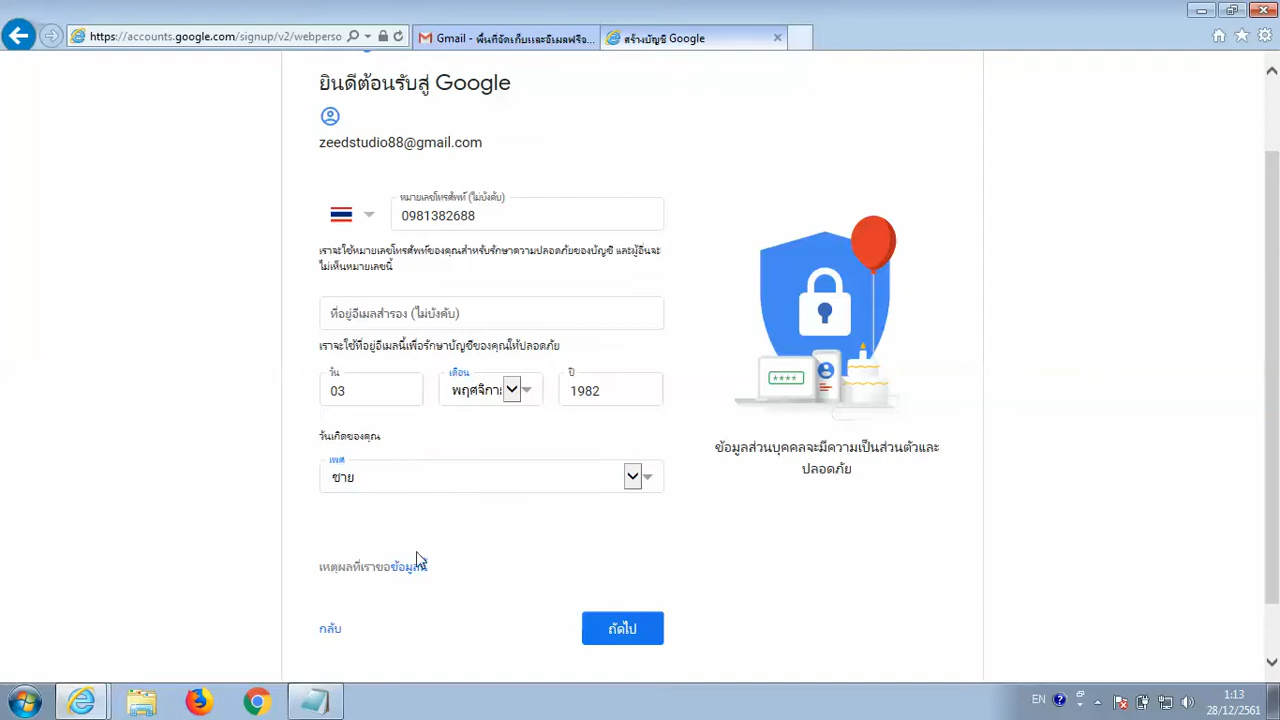 https://accounts.google.com/signup/v2/webperso
Gmail - พื้นที่จัดเก็บและอีเมลฟรีจ...
สร้างบัญชี Google
ยินดีต้อนรับสู่ Google
zeedstudio88@gmail.com
หมายเลขโทรศัพท์ (ไม่บังคับ)
0981382688
เราจะใช้หมายเลขโทรศัพท์ของคุณสำหรับรักษาความปลอดภัยของบัญชี และผู้อื่นจะ
ไม่เห็นหมายเลขนี้
ที่อยู่อีเมลสำรอง (ไม่บังคับ)
เราจะใช้ที่อยู่อีเมลนี้เพื่อรักษาบัญชีของคุณให้ปลอดภัย
วัน เดือน ปี
03 พฤศจิกา 1982
วันเกิดของคุณ
เพศ
ชาย
ข้อมูลส่วนบุคคลจะมีความเป็นส่วนตัวและ
ปลอดภัย
****
เหตุผลที่เราขอข้อมูลนี้
กลับ ถัดไป
EN 1:13
28/12/2561